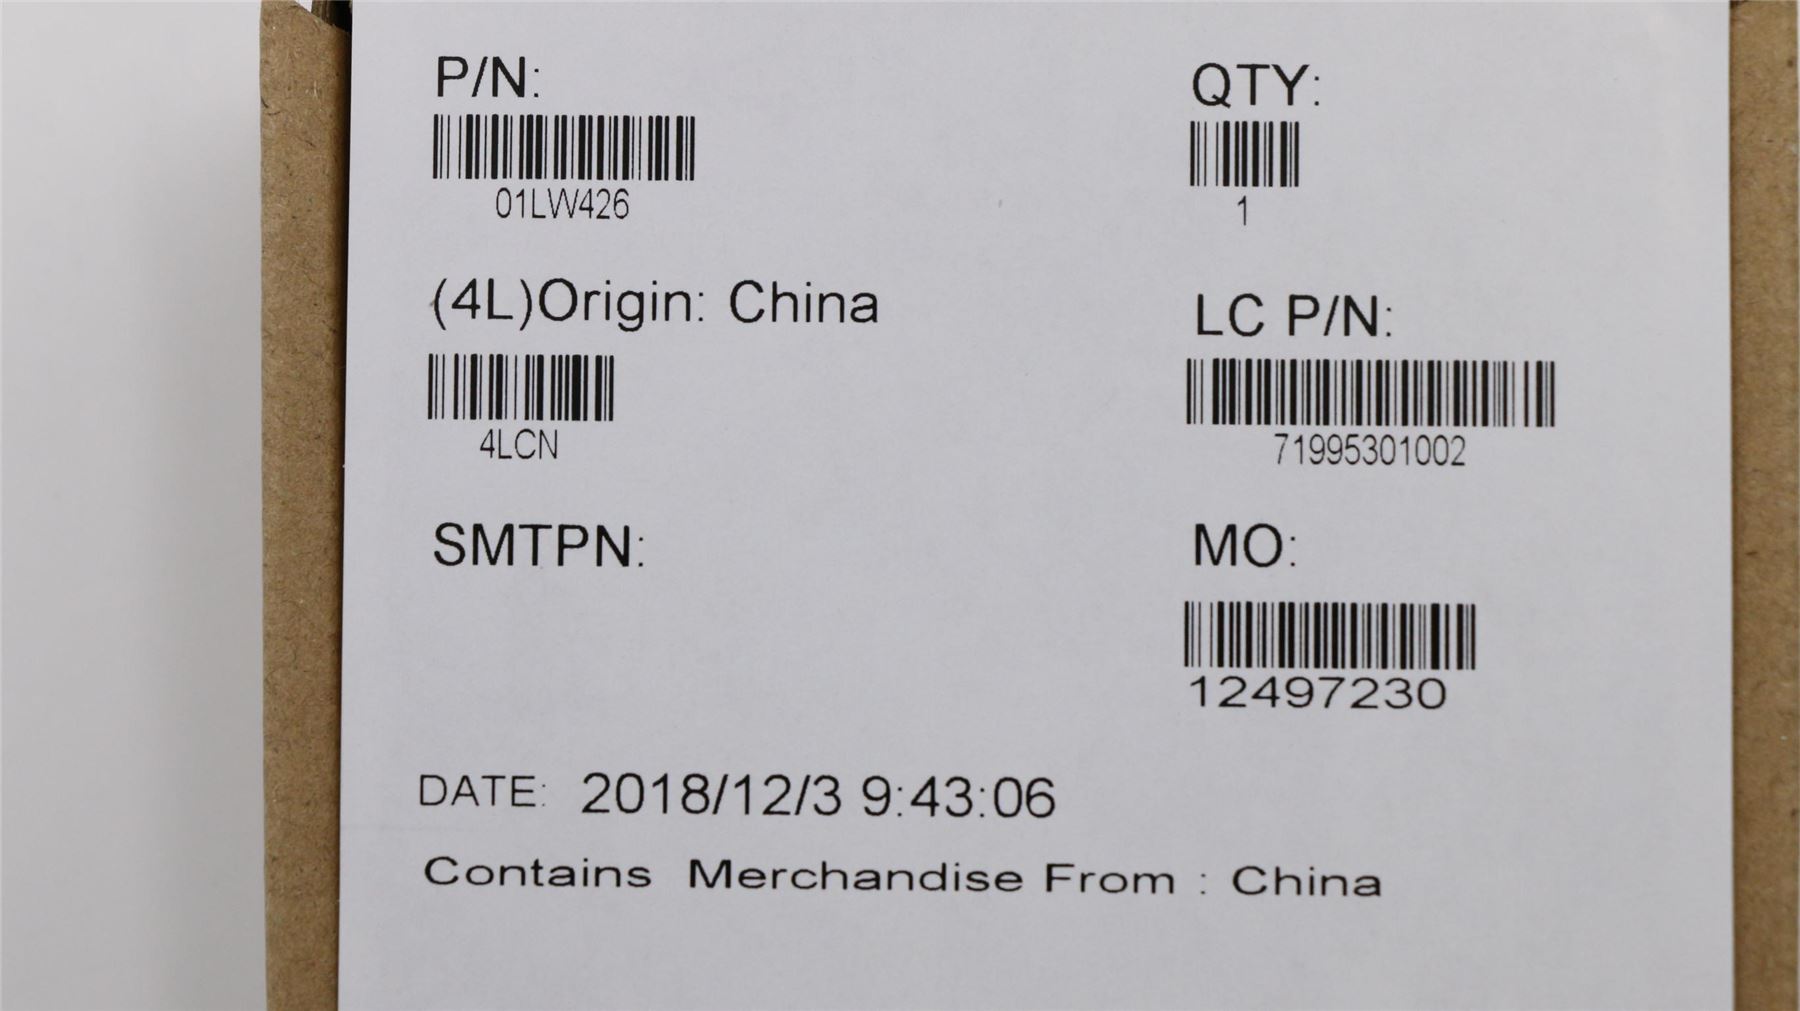 P/N:
01LW426
QTY:
1
(4L)Origin: China
4LCN
LC P/N:
71995301002
SMTPN:
MO:
12497230
DATE: 2018/12/3 9:43:06
Contains Merchandise From : China